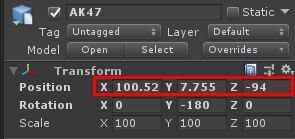 AK47 Static
Tag Untagged Layer Default
Model Open Select Overrides
Transform
Position X 100.52 Y 7.755 Z -94
Rotation X 0 Y -180 Z 0
Scale X 100 Y 100 Z 100